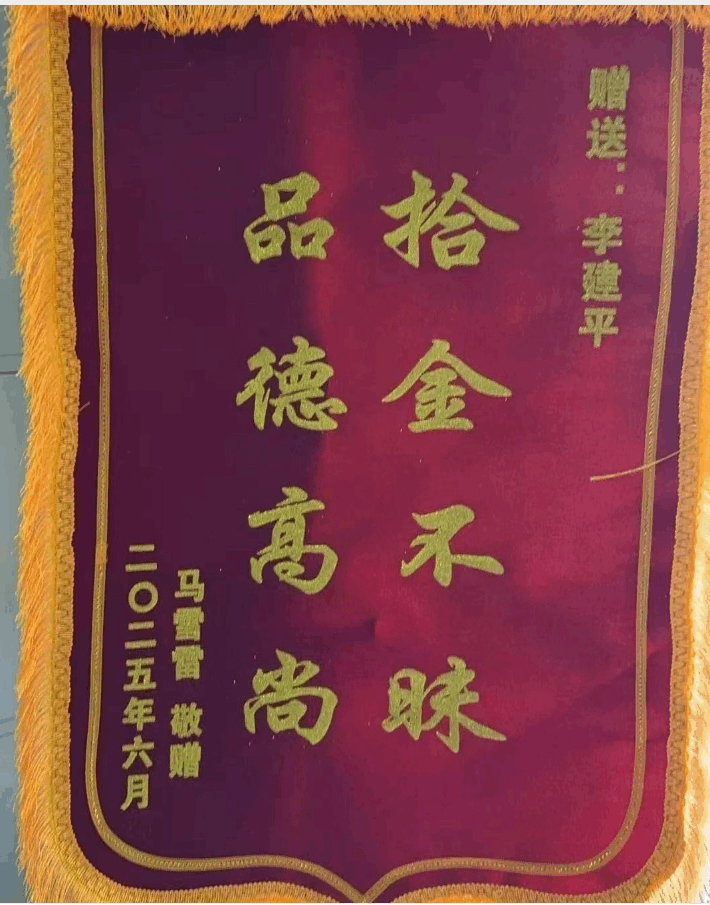 赠送：李建平
拾金不昧
品德高尚
马雪雷 敬赠
二〇二五年六月